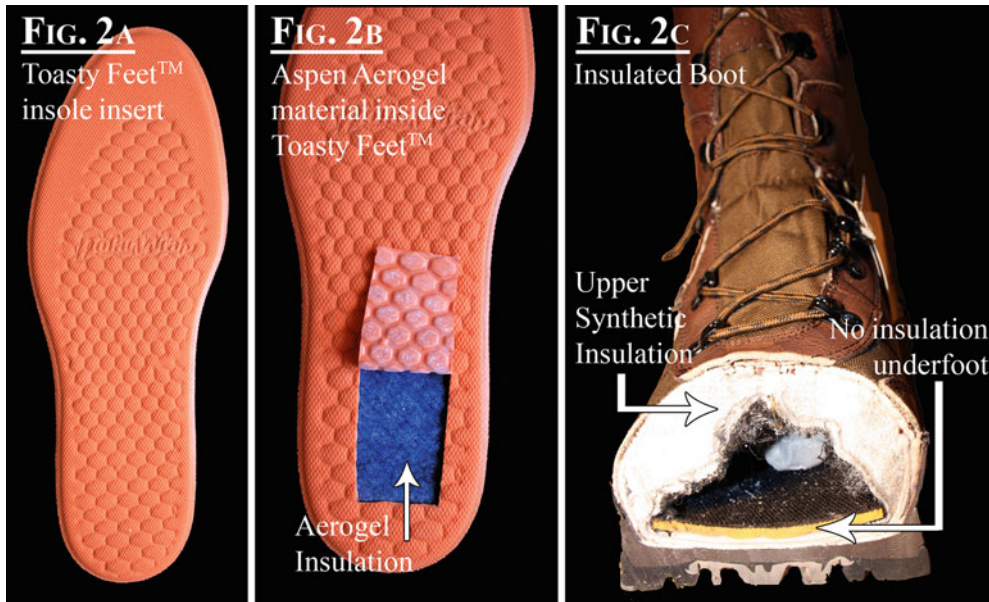 FIG. 2A
Toasty Feet™
insole insert
FIG. 2B
Aspen Aerogel
material inside
Toasty Feet™
Aerogel
Insulation
FIG. 2C
Insulated Boot
Upper
Synthetic
Insulation
No insulation
underfoot